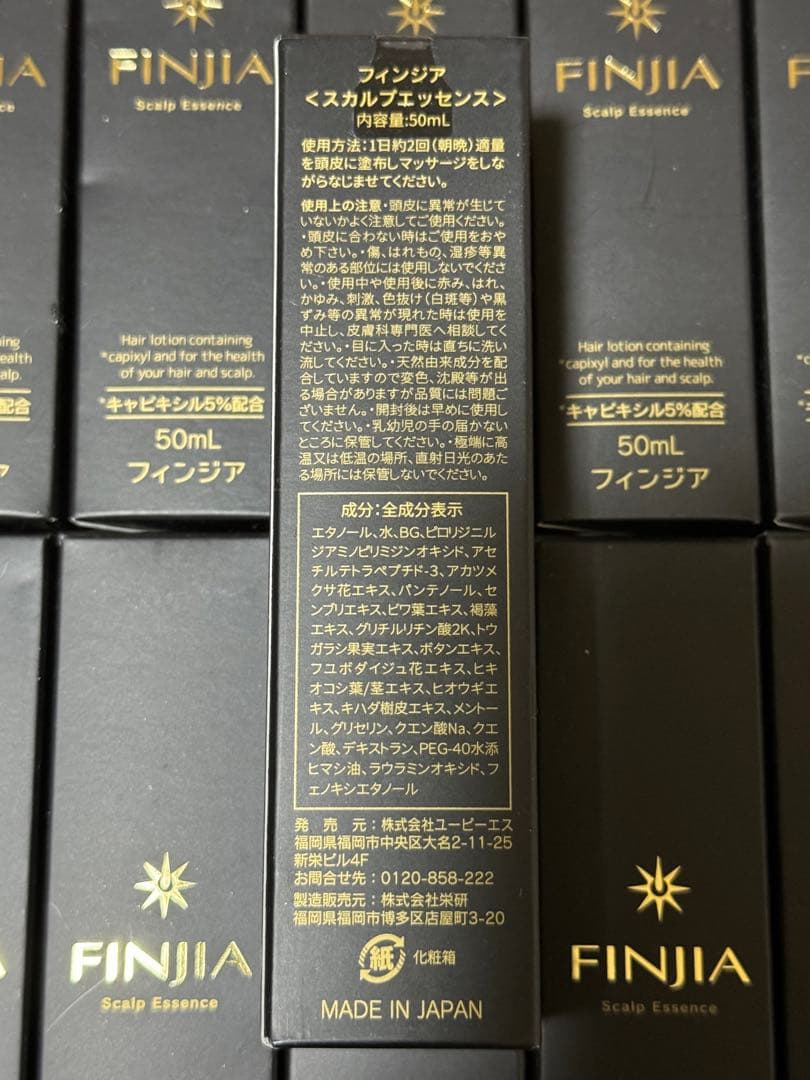 FINJIA
Scalp Essence
FINJIA
Scalp Essence
フィンジア
<スカルプエッセンス>
内容量:50mL
使用方法:1日約2回(朝晩)適量
を頭皮に塗布しマッサージをしな
がらなじませてください。
使用上の注意・頭皮に異常が生じて
いないかよく注意してご使用ください。
・頭皮に合わない時はご使用をおや
め下さい。・傷、はれもの、湿疹等異
常のある部位には使用しないでくださ
い。・使用中や使用後に赤み、はれ、
かゆみ、刺激、色抜け(白斑等)や黒
ずみ等の異常が現れた時は使用を
中止し、皮膚科専門医へ相談してく
ださい。・目に入った時は直ちに洗い
流してください。・天然由来成分を配
合していますので変色、沈殿等が出
る場合がありますが品質には問題ご
ざいません。・開封後は早めに使用し
てください。・乳幼児の手の届かない
ところに保管してください。・極端に高
温又は低温の場所、直射日光のあた
る場所には保管しないでください。
成分:全成分表示
エタノール、水、BG、ピロリジニル
ジアミノピリミジンオキシド、アセ
チルテトラペプチド-3、アカツメ
クサ花エキス、パンテノール、セ
ンブリエキス、ビワ葉エキス、褐藻
エキス、グリチルリチン酸2K、トウ
ガラシ果実エキス、ボタンエキス、
フユボダイジュ花エキス、ヒキ
オコシ葉/茎エキス、ヒオウギエ
キス、キハダ樹皮エキス、メントー
ル、グリセリン、クエン酸Na、クエ
ン酸、デキストラン、PEG-40水添
ヒマシ油、ラウラミンオキシド、フ
ェノキシエタノール
発 売 元:株式会社ユーピーエス
福岡県福岡市中央区大名2-11-25
新栄ビル4F
お問合せ先:0120-858-222
製造販売元:株式会社栄研
福岡県福岡市博多区店屋町3-20
紙 化粧箱
MADE IN JAPAN
Hair lotion containing
*capixyl and for the health
of your hair and scalp.
*キャピキシル5%配合
50mL
フィンジア
Hair lotion containing
*capixyl and for the health
of your hair and scalp.
*キャピキシル5%配合
50mL
フィンジア
FINJIA
Scalp Essence
FINJIA
Scalp Essence